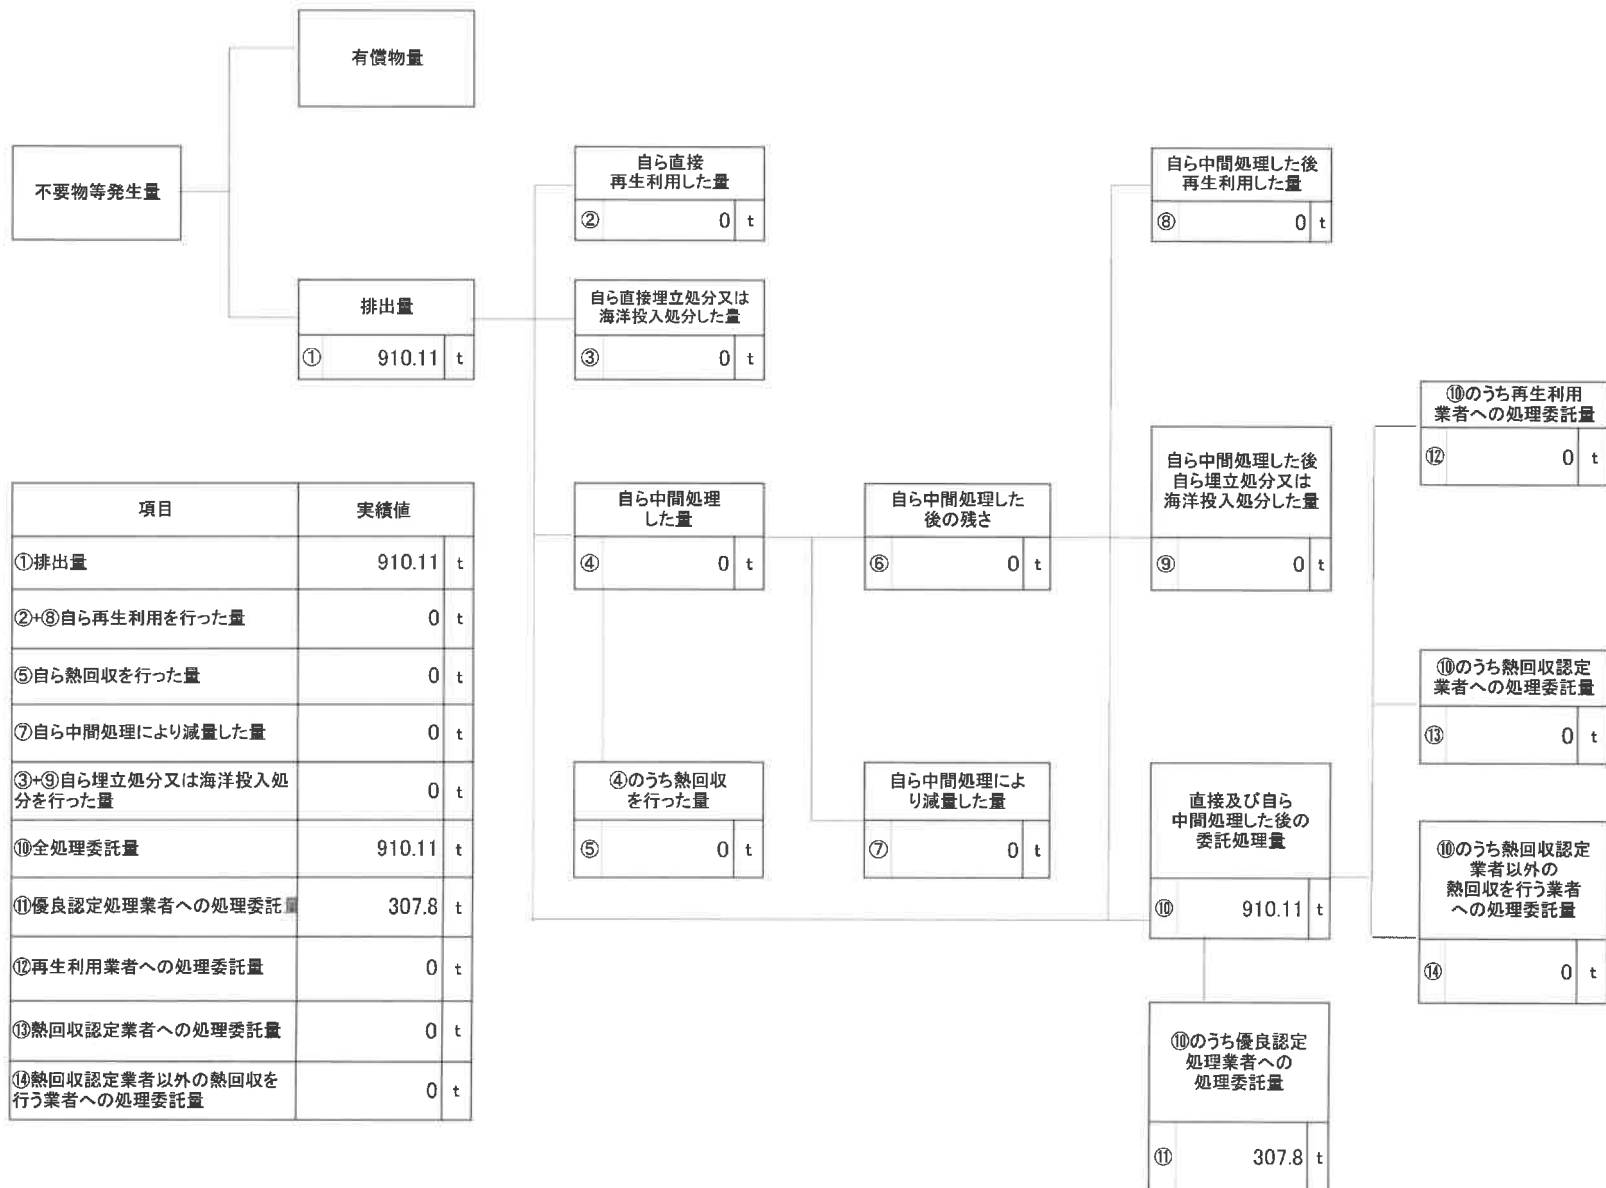 有償物量
不要物等発生量
排出量
① 910.11 t
自ら直接
再生利用した量
② 0 t
自ら直接埋立処分又は
海洋投入処分した量
③ 0 t
自ら中間処理
した量
④ 0 t
④のうち熱回収
を行った量
⑤ 0 t
自ら中間処理した
後の残さ
⑥ 0 t
自ら中間処理によ
り減量した量
⑦ 0 t
自ら中間処理した後
再生利用した量
⑧ 0 t
自ら中間処理した後
自ら埋立処分又は
海洋投入処分した量
⑨ 0 t
直接及び自ら
中間処理した後の
委託処理量
⑩ 910.11 t
⑩のうち優良認定
処理業者への
処理委託量
⑪ 307.8 t
⑩のうち再生利用
業者への処理委託量
⑫ 0 t
⑩のうち熱回収認定
業者への処理委託量
⑬ 0 t
⑩のうち熱回収認定
業者以外の
熱回収を行う業者
への処理委託量
⑭ 0 t
項目 実績値
①排出量 910.11 t
②+⑧自ら再生利用を行った量 0 t
⑤自ら熱回収を行った量 0 t
⑦自ら中間処理により減量した量 0 t
③+⑨自ら埋立処分又は海洋投入処
分を行った量 0 t
⑩全処理委託量 910.11 t
⑪優良認定処理業者への処理委託量 307.8 t
⑫再生利用業者への処理委託量 0 t
⑬熱回収認定業者への処理委託量 0 t
⑭熱回収認定業者以外の熱回収を
行う業者への処理委託量 0 t